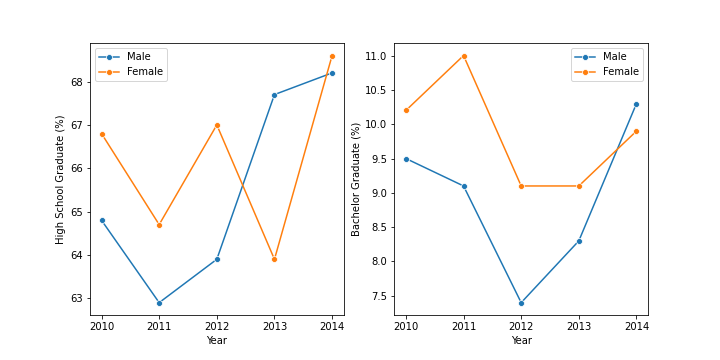 Male
Female
High School Graduate (%)
68
67
66
65
64
63
2010 2011 2012 2013 2014
Year
Male
Female
Bachelor Graduate (%)
11.0
10.5
10.0
9.5
9.0
8.5
8.0
7.5
2010 2011 2012 2013 2014
Year